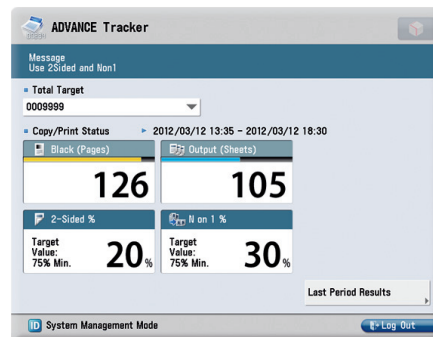 ADVANCE Tracker
Message
Use 2Sided and Non1
Total Target
0009999
Copy/Print Status 2012/03/12 13:35 - 2012/03/12 18:30
Black (Pages)
Output (Sheets)
126
105
2-Sided %
N on 1 %
Target
Value:
75% Min.
20%
Target
Value:
75% Min.
30%
Last Period Results
ID System Management Mode
Log Out